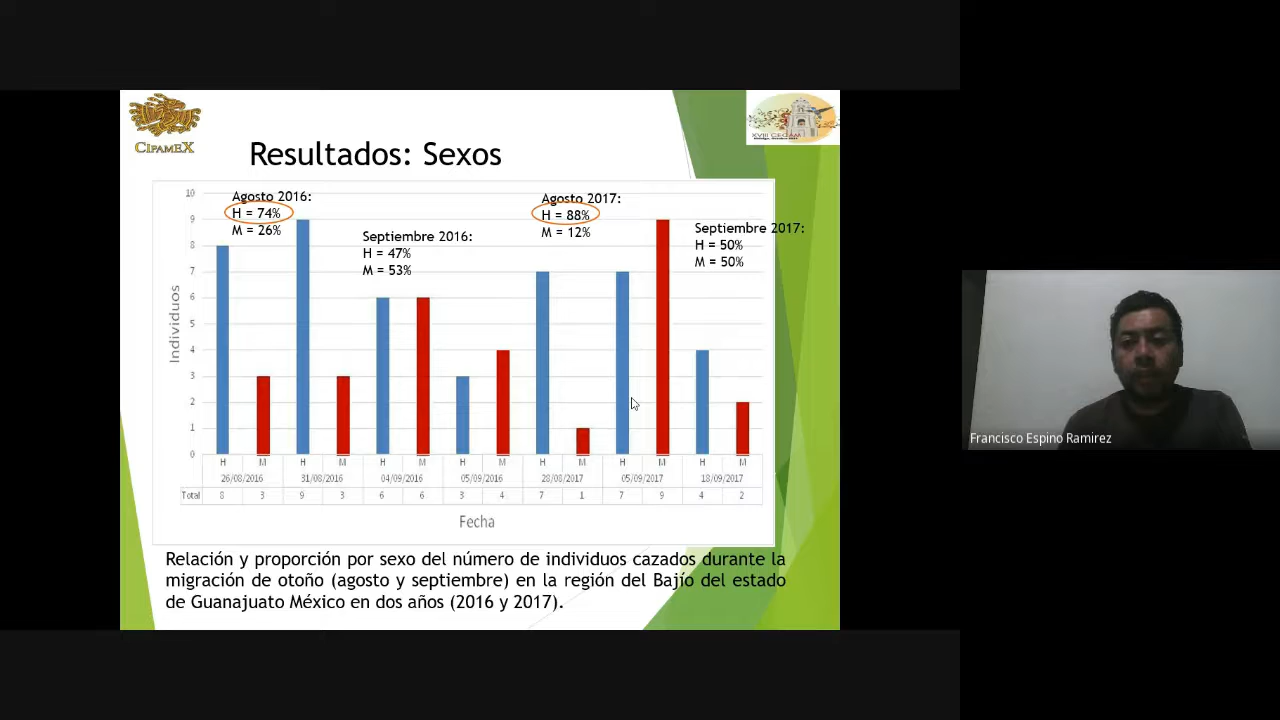 CIPAMEX
XVIII CECAM
Resultados: Sexos
Agosto 2016:
H = 74%
M = 26%
Septiembre 2016:
H = 47%
M = 53%
Agosto 2017:
H = 88%
M = 12%
Septiembre 2017:
H = 50%
M = 50%
10
9
8
7
6
5
4
3
2
1
0
Individuos
H M H M H M H M H M H M H M
26/08/2016 31/08/2016 04/09/2016 05/09/2016 28/08/2017 05/09/2017 18/09/2017
Total 8 3 9 3 6 6 3 4 7 1 7 9 4 2
Fecha
Relación y proporción por sexo del número de individuos cazados durante la
migración de otoño (agosto y septiembre) en la región del Bajío del estado
de Guanajuato México en dos años (2016 y 2017).
Francisco Espino Ramirez